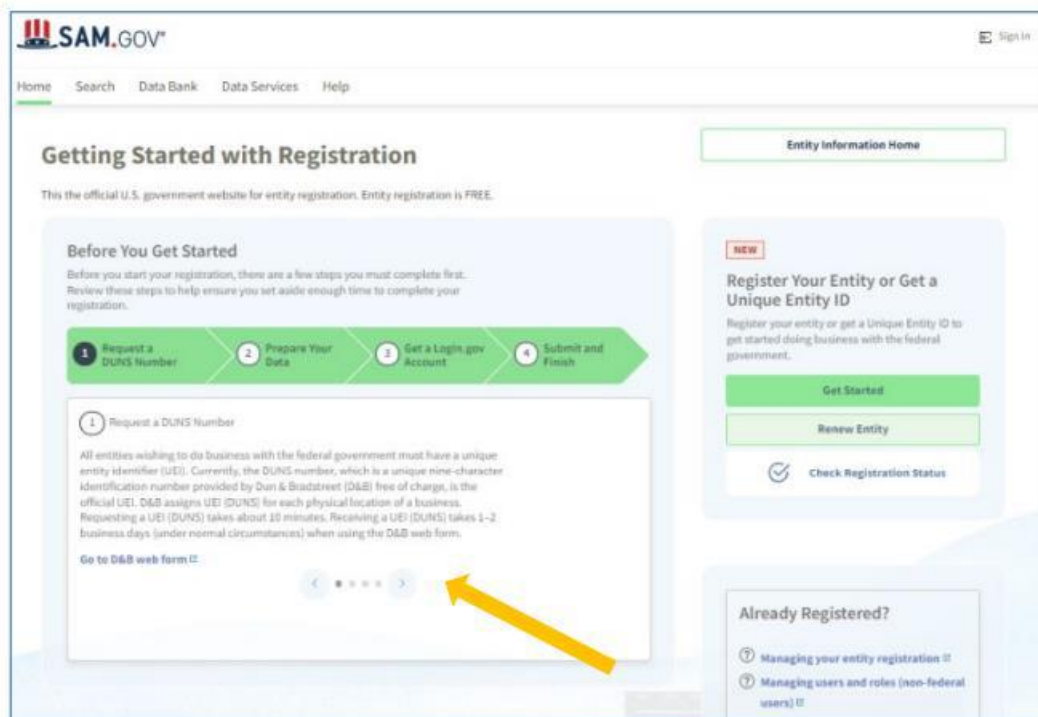 SAM.GOV®
Sign In
Home Search Data Bank Data Services Help
Getting Started with Registration
This the official U.S. government website for entity registration. Entity registration is FREE.
Before You Get Started
Before you start your registration, there are a few steps you must complete first.
Review these steps to help ensure you set aside enough time to complete your
registration.
1 Request a
DUNS Number
2 Prepare Your
Data
3 Get a Login.gov
Account
4 Submit and
Finish
1 Request a DUNS Number
All entities wishing to do business with the federal government must have a unique
entity identifier (UEI). Currently, the DUNS number, which is a unique nine-character
identification number provided by Dun & Bradstreet (D&B) free of charge, is the
official UEI. D&B assigns UEI (DUNS) for each physical location of a business.
Requesting a UEI (DUNS) takes about 10 minutes. Receiving a UEI (DUNS) takes 1–2
business days (under normal circumstances) when using the D&B web form.
Go to D&B web form
Entity Information Home
NEW
Register Your Entity or Get a
Unique Entity ID
Register your entity or get a Unique Entity ID to
get started doing business with the federal
government.
Get Started
Renew Entity
Check Registration Status
Already Registered?
Managing your entity registration
Managing users and roles (non-federal
users)